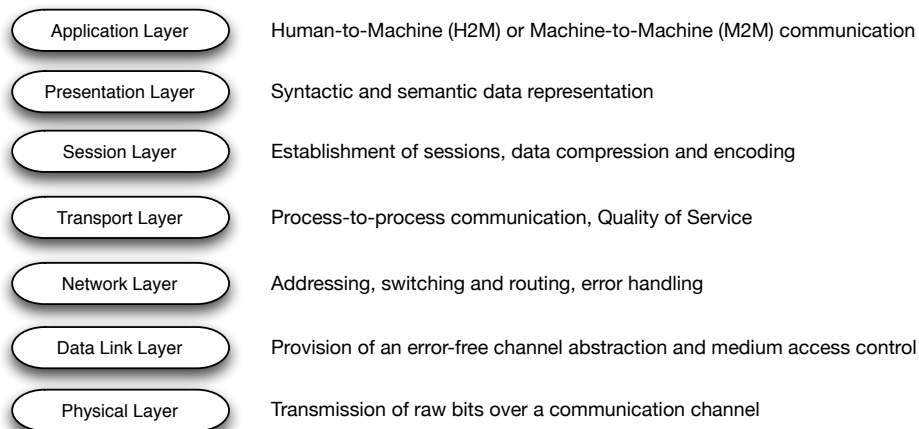 Application Layer Human-to-Machine (H2M) or Machine-to-Machine (M2M) communication
Presentation Layer Syntactic and semantic data representation
Session Layer Establishment of sessions, data compression and encoding
Transport Layer Process-to-process communication, Quality of Service
Network Layer Addressing, switching and routing, error handling
Data Link Layer Provision of an error-free channel abstraction and medium access control
Physical Layer Transmission of raw bits over a communication channel